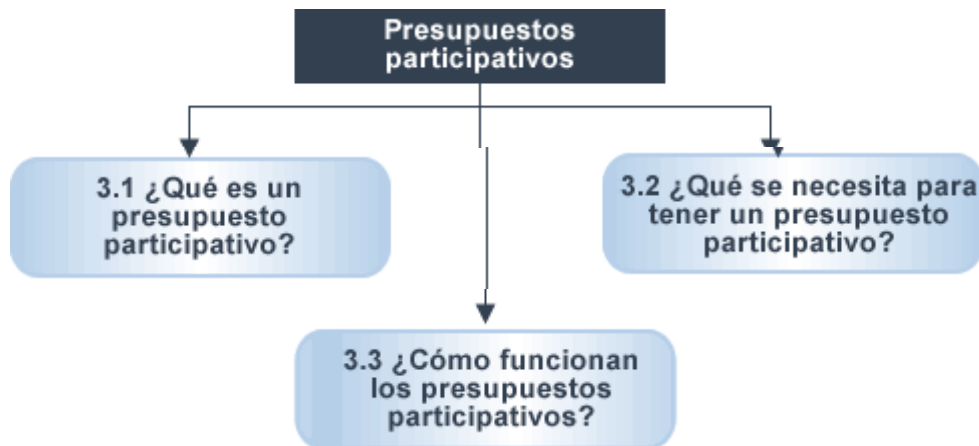 Presupuestos
participativos
3.1 ¿Qué es un
presupuesto
participativo?
3.2 ¿Qué se necesita para
tener un presupuesto
participativo?
3.3 ¿Cómo funcionan
los presupuestos
participativos?